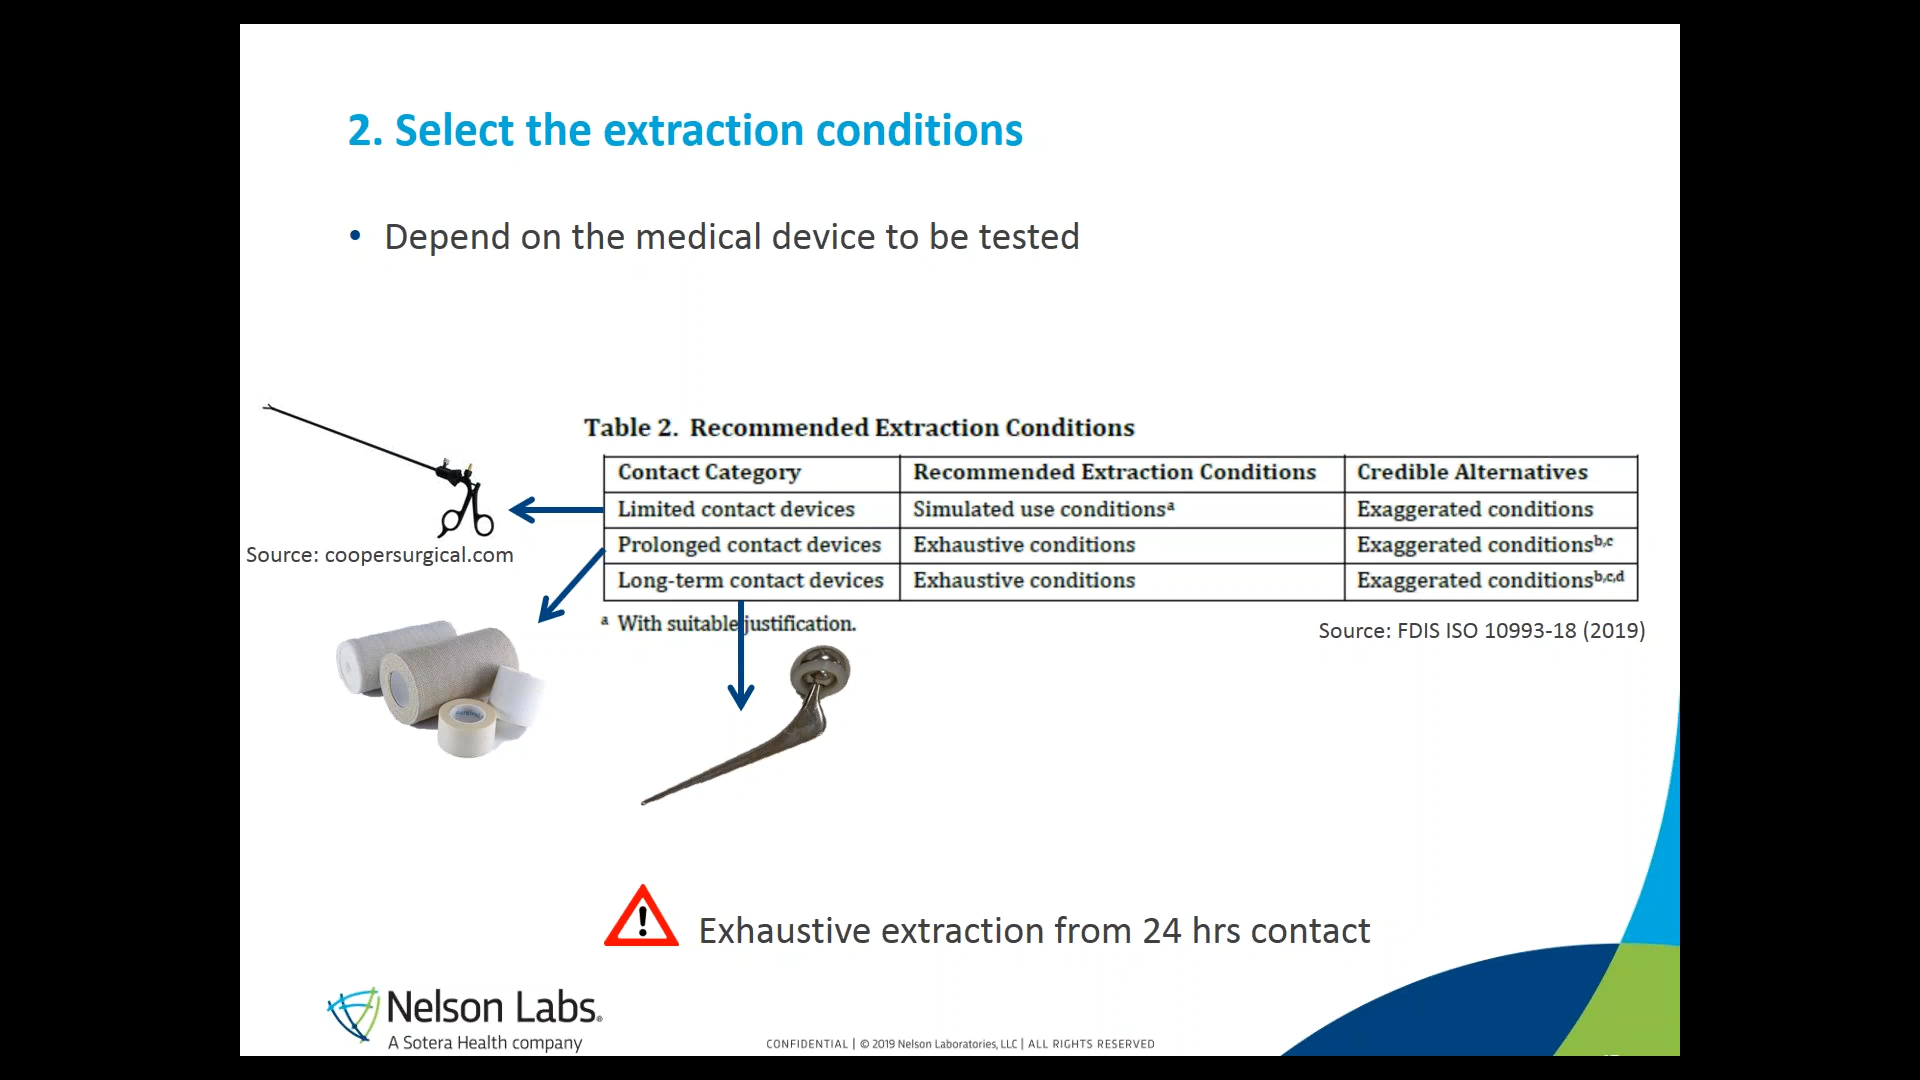 2. Select the extraction conditions
• Depend on the medical device to be tested
Table 2. Recommended Extraction Conditions
Contact Category Recommended Extraction Conditions Credible Alternatives
Limited contact devices Simulated use conditionsᵃ Exaggerated conditions
Prolonged contact devices Exhaustive conditions Exaggerated conditionsᵇ,ᶜ
Long-term contact devices Exhaustive conditions Exaggerated conditionsᵇ,ᶜ,ᵈ
ᵃ With suitable justification.
Source: coopersurgical.com
Source: FDIS ISO 10993-18 (2019)
Exhaustive extraction from 24 hrs contact
Nelson Labs®
A Sotera Health company
CONFIDENTIAL | © 2019 Nelson Laboratories, LLC | ALL RIGHTS RESERVED